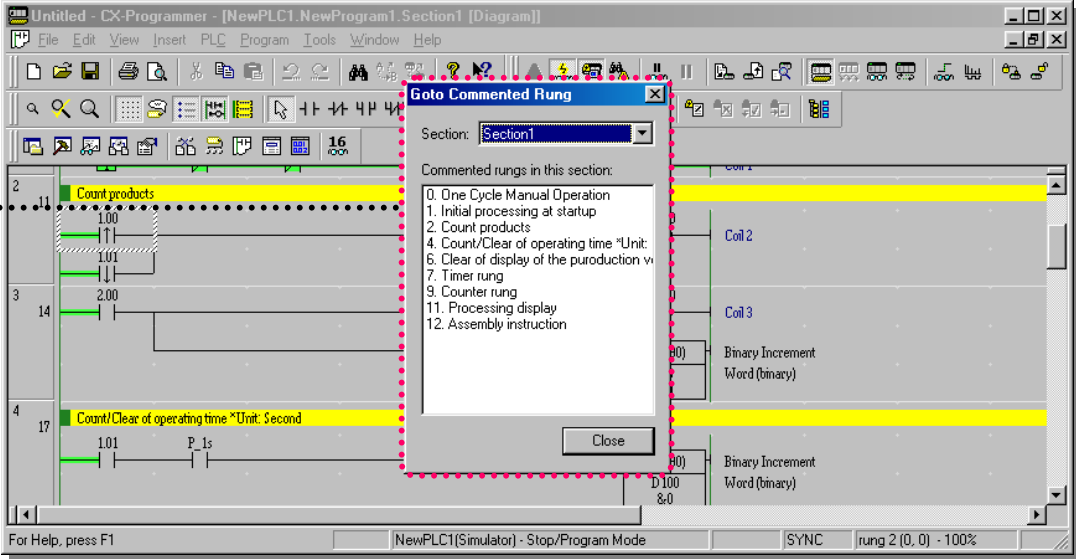 Untitled - CX-Programmer - [NewPLC1.NewProgram1.Section1 [Diagram]]
File Edit View Insert PLC Program Tools Window Help
16
Goto Commented Rung
Section: Section1
Commented rungs in this section:
0. One Cycle Manual Operation
1. Initial processing at startup
2. Count products
4. Count/Clear of operating time *Unit:
6. Clear of display of the puroduction v
7. Timer rung
9. Counter rung
11. Processing display
12. Assembly instruction
Close
2
11
Count products
1.00
Coil 2
1.01
3
14
2.00
Coil 3
Binary Increment
Word (binary)
4
17
Count/Clear of operating time *Unit: Second
1.01 P_1s
Binary Increment
D100 Word (binary)
&0
For Help, press F1 NewPLC1(Simulator) - Stop/Program Mode SYNC rung 2 (0, 0) - 100%